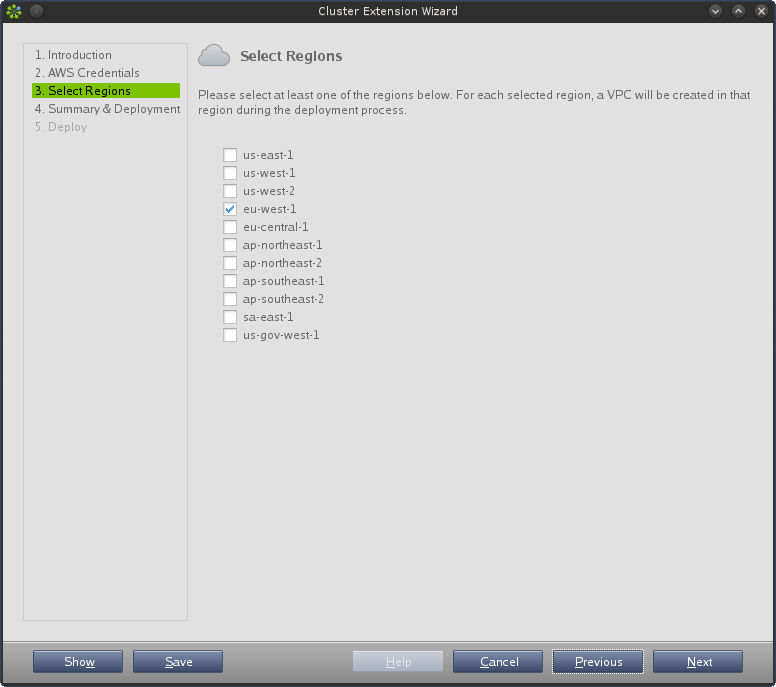 Cluster Extension Wizard
1. Introduction
2. AWS Credentials
3. Select Regions
4. Summary & Deployment
5. Deploy
Select Regions
Please select at least one of the regions below. For each selected region, a VPC will be created in that
region during the deployment process.
us-east-1
us-west-1
us-west-2
eu-west-1
eu-central-1
ap-northeast-1
ap-northeast-2
ap-southeast-1
ap-southeast-2
sa-east-1
us-gov-west-1
Show Save Help Cancel Previous Next